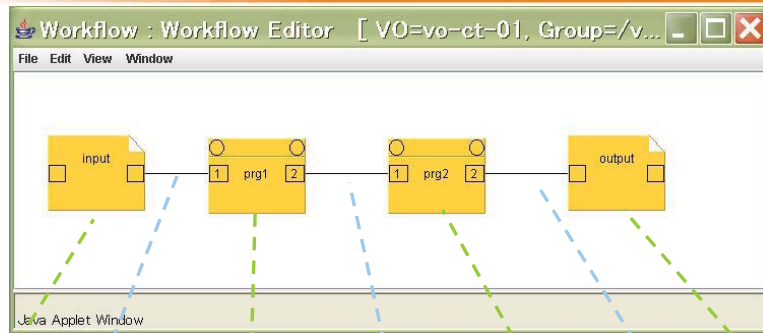 Workflow : Workflow Editor [ VO=vo-ct-01, Group=/v...
File Edit View Window
input
1 prg1 2
1 prg2 2
output
Java Applet Window